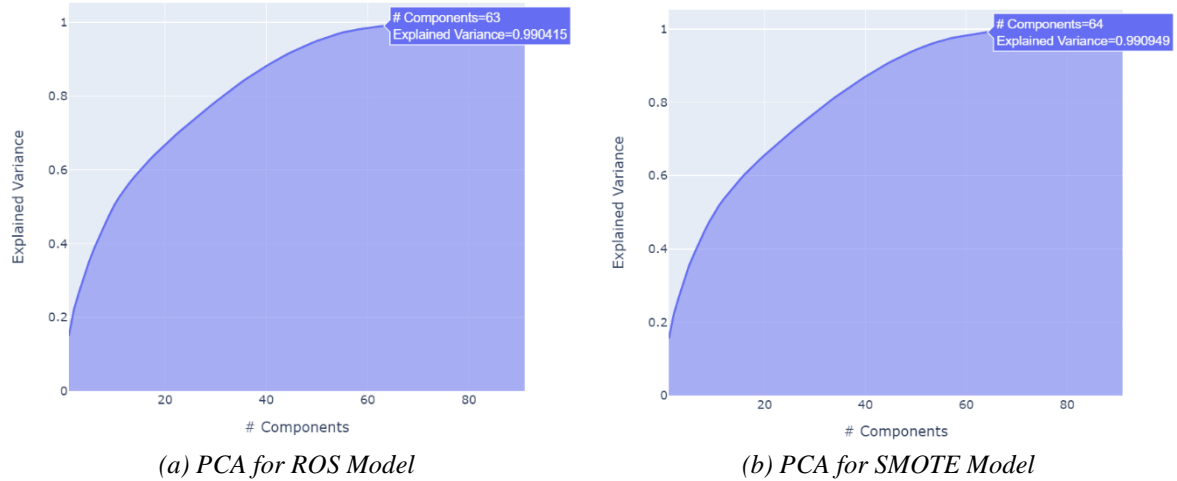 # Components=63
Explained Variance=0.990415
1
0.8
0.6
0.4
0.2
0
Explained Variance
20
40
60
80
# Components
(a) PCA for ROS Model
# Components=64
Explained Variance=0.990949
1
0.8
0.6
0.4
0.2
0
Explained Variance
20
40
60
80
# Components
(b) PCA for SMOTE Model